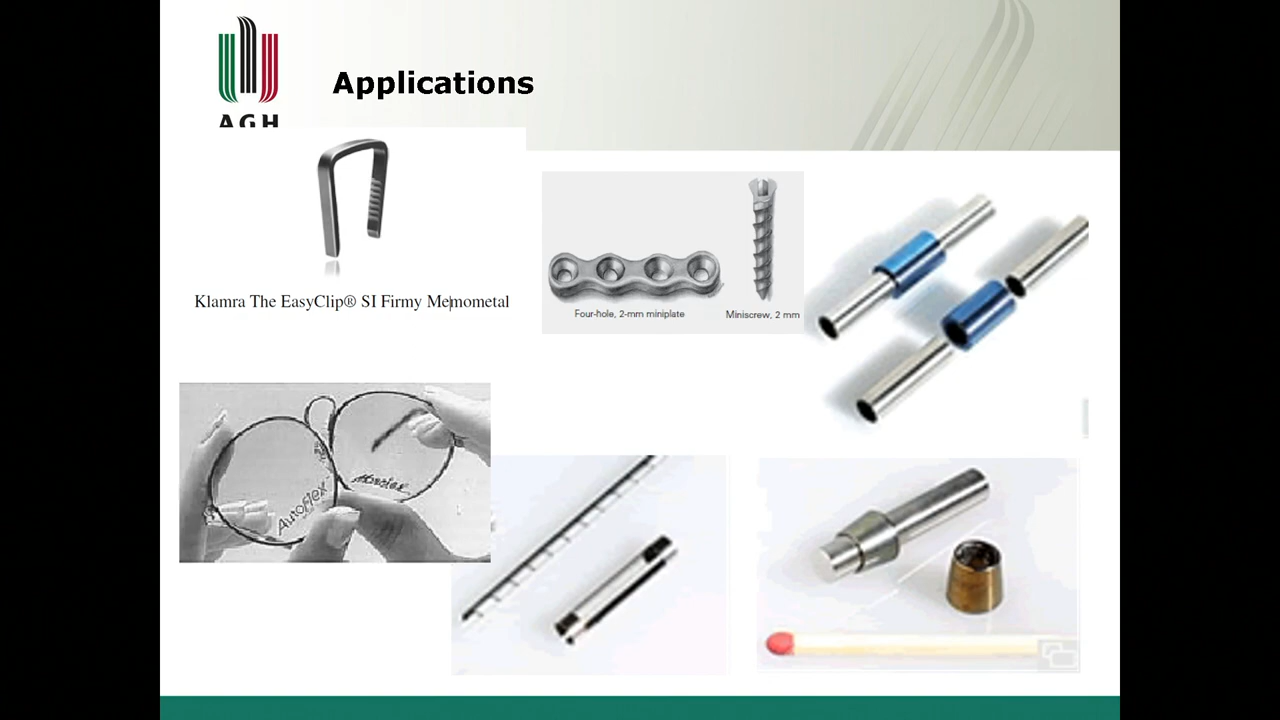 AGH
Applications
Klamra The EasyClip® SI Firmy Memometal
Four-hole, 2-mm miniplate
Miniscrew, 2 mm
AutoFlex